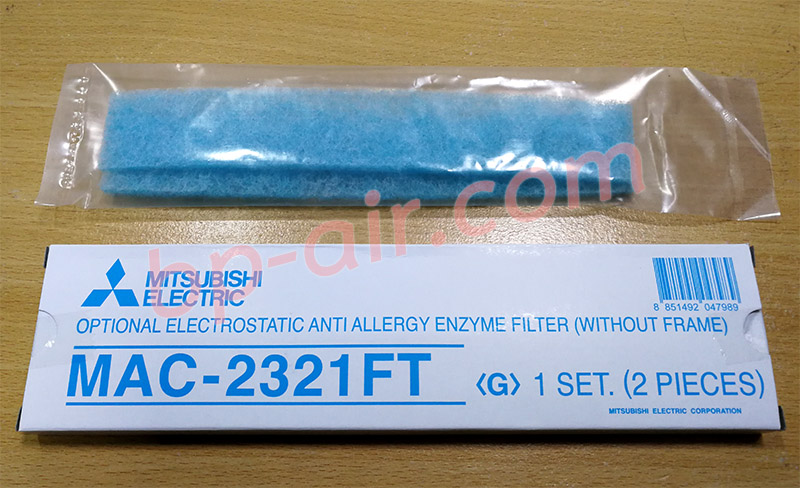 bp-air.com
MITSUBISHI
ELECTRIC
8 851492 047989
OPTIONAL ELECTROSTATIC ANTI ALLERGY ENZYME FILTER (WITHOUT FRAME)
MAC-2321FT 〈G〉 1 SET. (2 PIECES)
MITSUBISHI ELECTRIC CORPORATION